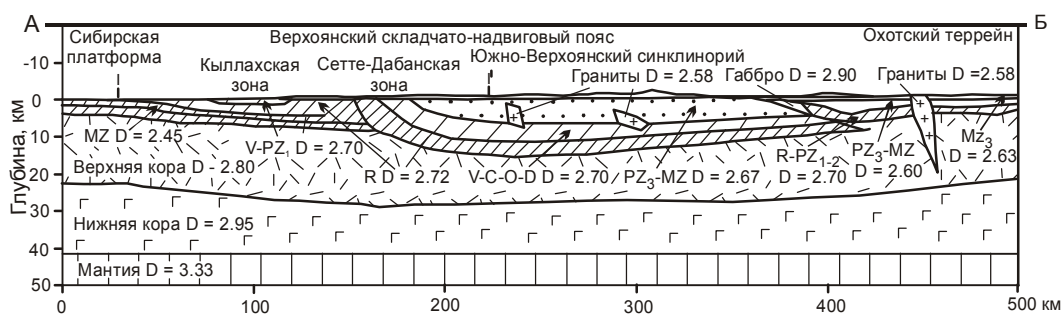 А
Б
Сибирская
платформа
Верхоянский складчато-надвиговый пояс
Охотский террейн
Кыллахская
зона
Сетте-Дабанская
зона
Южно-Верхоянский синклинорий
Граниты D = 2.58
Габбро D = 2.90
Граниты D =2.58
Глубина, км
-10
0
10
20
30
40
50
MZ D = 2.45
V-PZ1 D = 2.70
Верхняя кора D - 2.80
R D = 2.72
V-C-O-D D = 2.70
PZ3-MZ D = 2.67
R-PZ1-2
D = 2.70
PZ3-MZ
D = 2.60
Mz3
D = 2.63
Нижняя кора D = 2.95
Мантия D = 3.33
0
100
200
300
400
500 км